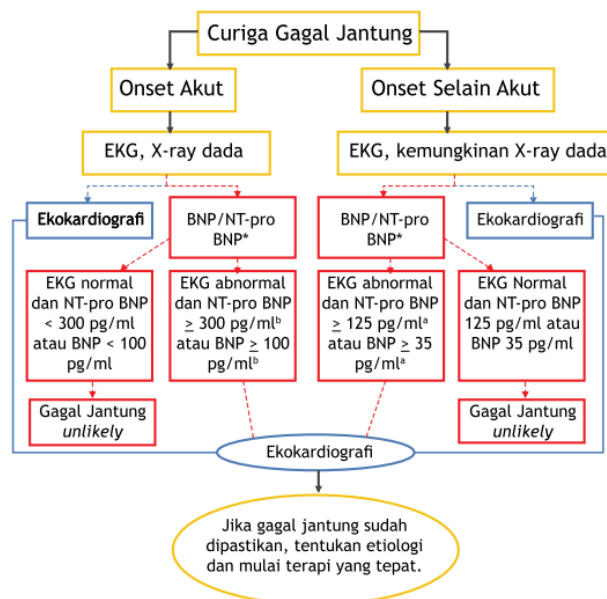 Curiga Gagal Jantung
Onset Akut
Onset Selain Akut
EKG, X-ray dada
EKG, kemungkinan X-ray dada
Ekokardiografi
BNP/NT-pro
BNP*
BNP/NT-pro
BNP*
Ekokardiografi
EKG normal
dan NT-pro BNP
< 300 pg/ml
atau BNP < 100
pg/ml
EKG abnormal
dan NT-pro BNP
≥ 300 pg/mlᵇ
atau BNP ≥ 100
pg/mlᵇ
EKG abnormal
dan NT-pro BNP
≥ 125 pg/mlᵃ
atau BNP ≥ 35
pg/mlᵃ
EKG Normal
dan NT-pro BNP
125 pg/ml atau
BNP 35 pg/ml
Gagal Jantung
unlikely
Gagal Jantung
unlikely
Ekokardiografi
Jika gagal jantung sudah
dipastikan, tentukan etiologi
dan mulai terapi yang tepat.